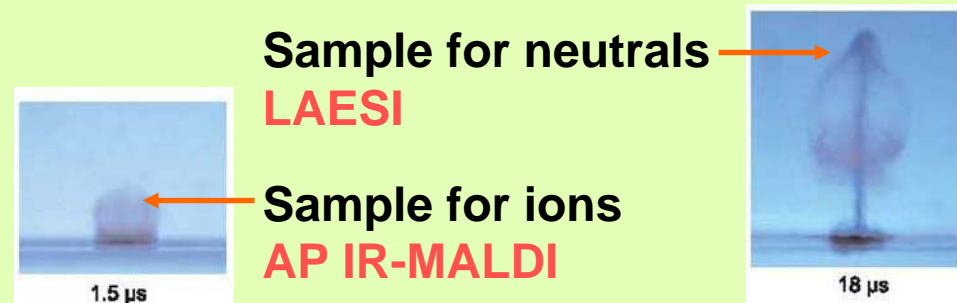 Sample for neutrals
LAESI
Sample for ions
AP IR-MALDI
1.5 µs
18 µs